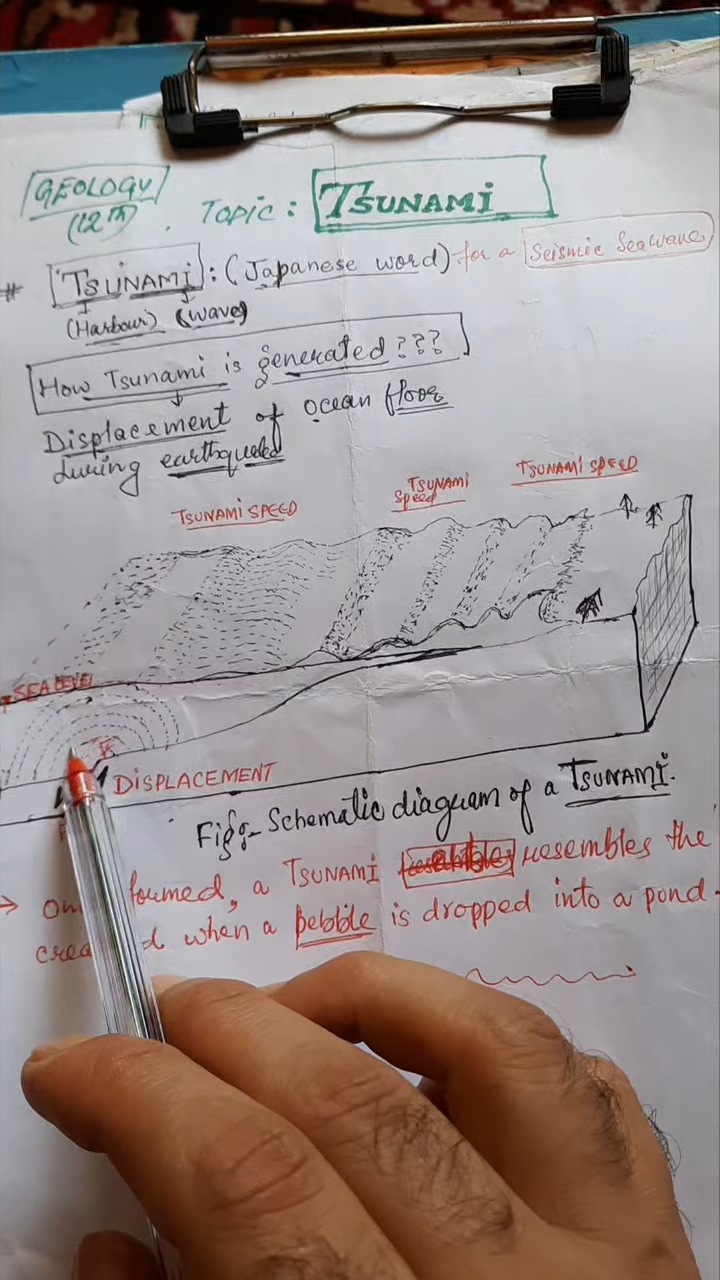 GEOLOGY
(12TH)
Topic: TSUNAMI
# 'TSUNAMI': (Japanese word) for a Seismic Seawave
(Harbour) (wave)
How Tsunami is generated???
Displacement of ocean floor
during earthquake
TSUNAMI SPEED
TSUNAMI Speed
TSUNAMI SPEED
SEA LEVEL
DISPLACEMENT
Fig:- Schematic diagram of a TSUNAMI.
→ formed, a TSUNAMI resembles the
when a pebble is dropped into a pond.